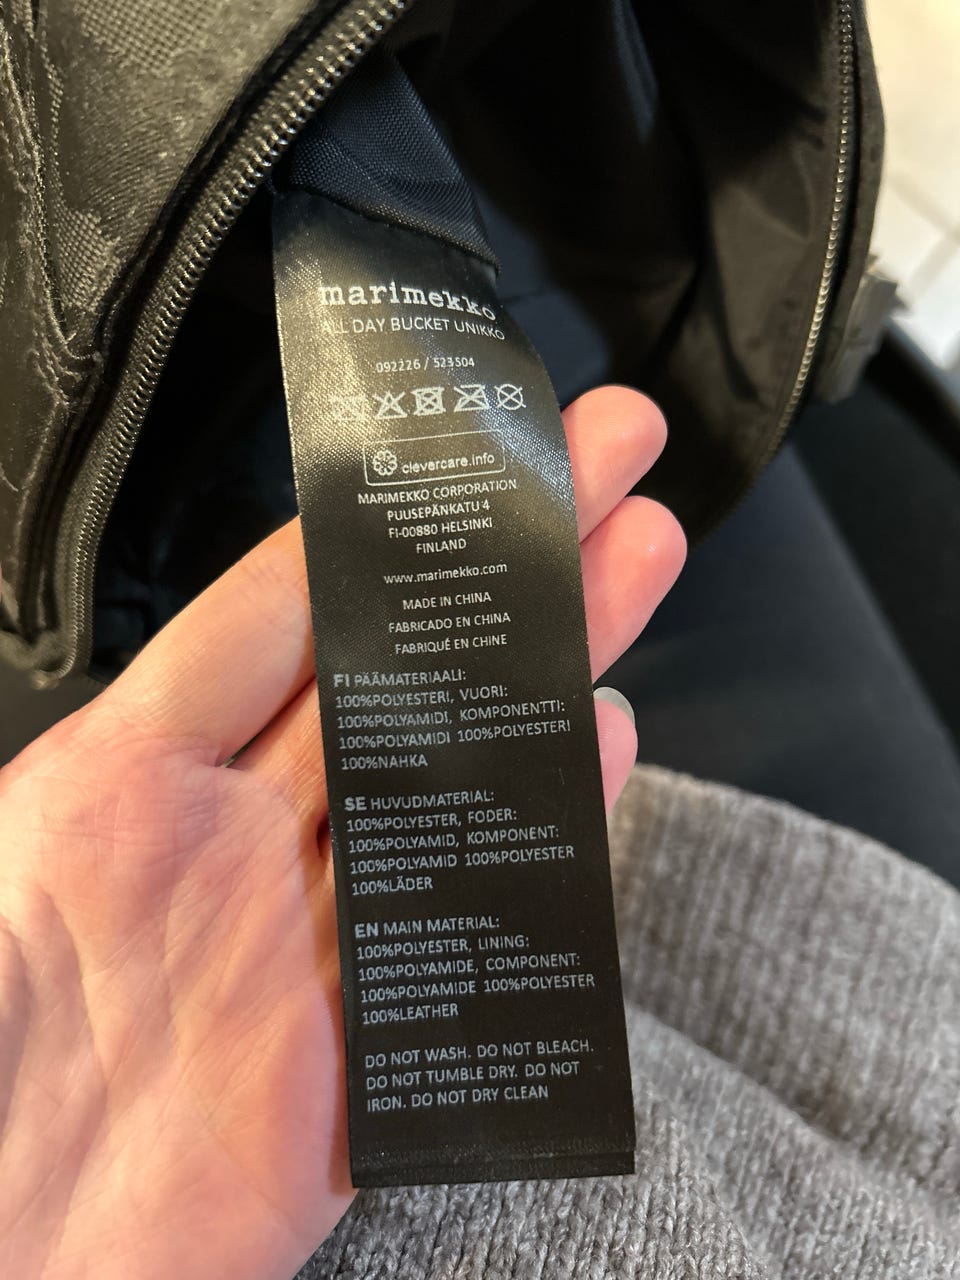 marimekko
ALL DAY BUCKET UNIKKO
092226 / 523504
clevercare.info
MARIMEKKO CORPORATION
PUUSEPÄNKATU 4
FI-00880 HELSINKI
FINLAND
www.marimekko.com
MADE IN CHINA
FABRICADO EN CHINA
FABRIQUÉ EN CHINE
FI PÄÄMATERIAALI:
100%POLYESTERI, VUORI:
100%POLYAMIDI, KOMPONENTTI:
100%POLYAMIDI 100%POLYESTERI
100%NAHKA
SE HUVUDMATERIAL:
100%POLYESTER, FODER:
100%POLYAMID, KOMPONENT:
100%POLYAMID 100%POLYESTER
100%LÄDER
EN MAIN MATERIAL:
100%POLYESTER, LINING:
100%POLYAMIDE, COMPONENT:
100%POLYAMIDE 100%POLYESTER
100%LEATHER
DO NOT WASH. DO NOT BLEACH.
DO NOT TUMBLE DRY. DO NOT
IRON. DO NOT DRY CLEAN